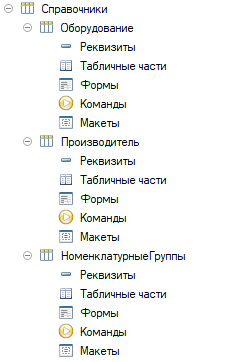 Справочники
Оборудование
Реквизиты
Табличные части
Формы
Команды
Макеты
Производитель
Реквизиты
Табличные части
Формы
Команды
Макеты
НоменклатурныеГруппы
Реквизиты
Табличные части
Формы
Команды
Макеты